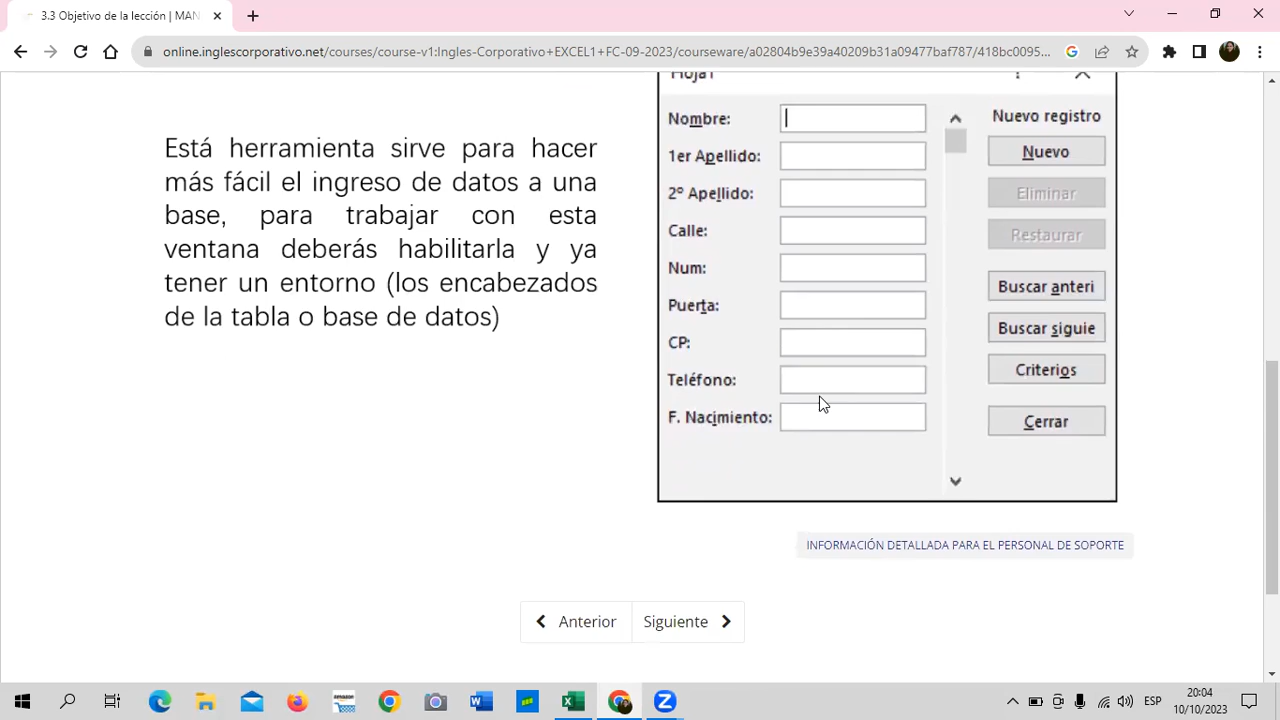 3.3 Objetivo de la lección | MAN
online.inglescorporativo.net/courses/course-v1:Ingles-Corporativo+EXCEL1+FC-09-2023/courseware/a02804b9e39a40209b31a09477baf787/418bc0095...
Hoja1
Está herramienta sirve para hacer
más fácil el ingreso de datos a una
base, para trabajar con esta
ventana deberás habilitarla y ya
tener un entorno (los encabezados
de la tabla o base de datos)
Nombre:
1er Apellido:
2º Apellido:
Calle:
Num:
Puerta:
CP:
Teléfono:
F. Nacimiento:
Nuevo registro
Nuevo
Eliminar
Restaurar
Buscar anteri
Buscar siguie
Criterios
Cerrar
INFORMACIÓN DETALLADA PARA EL PERSONAL DE SOPORTE
Anterior Siguiente
ESP
20:04
10/10/2023